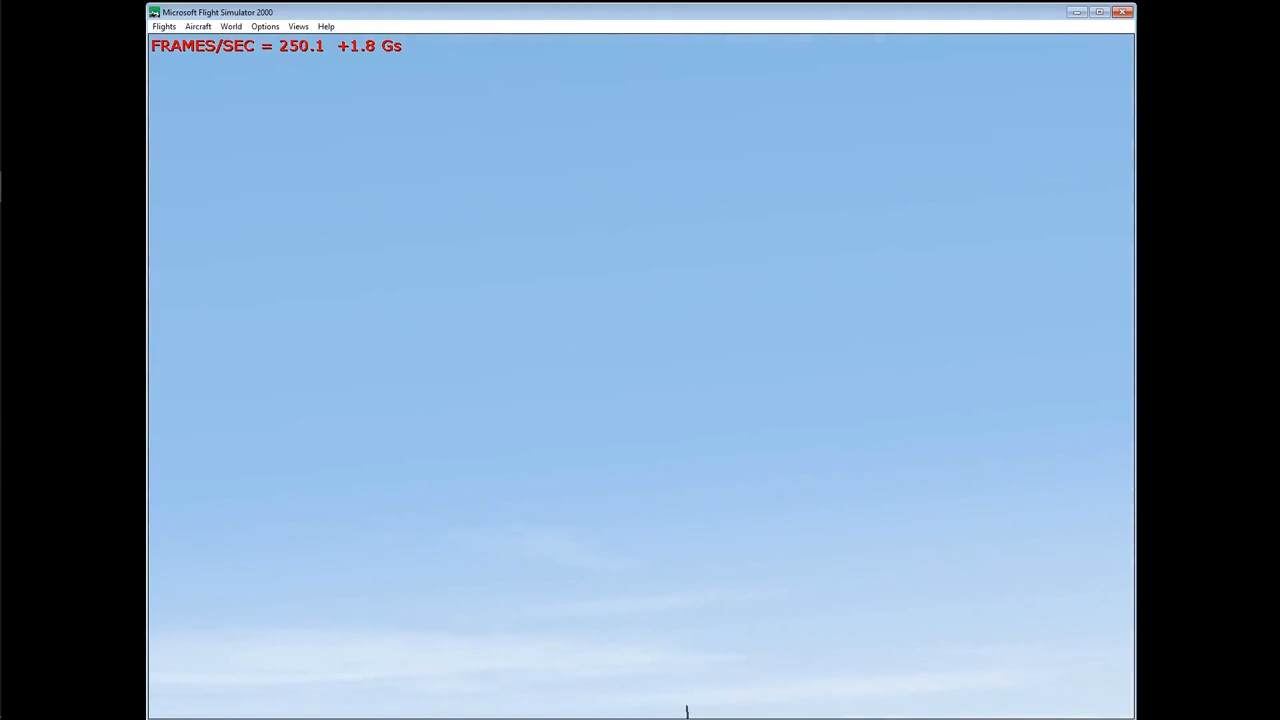 Microsoft Flight Simulator 2000
Flights Aircraft World Options Views Help
FRAMES/SEC = 250.1 +1.8 Gs